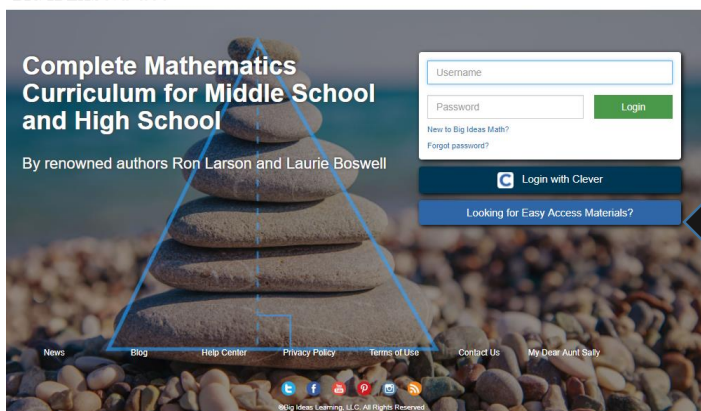 Complete Mathematics
Curriculum for Middle School
and High School
By renowned authors Ron Larson and Laurie Boswell
Username
Password
Login
New to Big Ideas Math?
Forgot password?
C Login with Clever
Looking for Easy Access Materials?
News
Blog
Help Center
Privacy Policy
Terms of Use
Contact Us
My Dear Aunt Sally
©Big Ideas Learning, LLC. All Rights Reserved